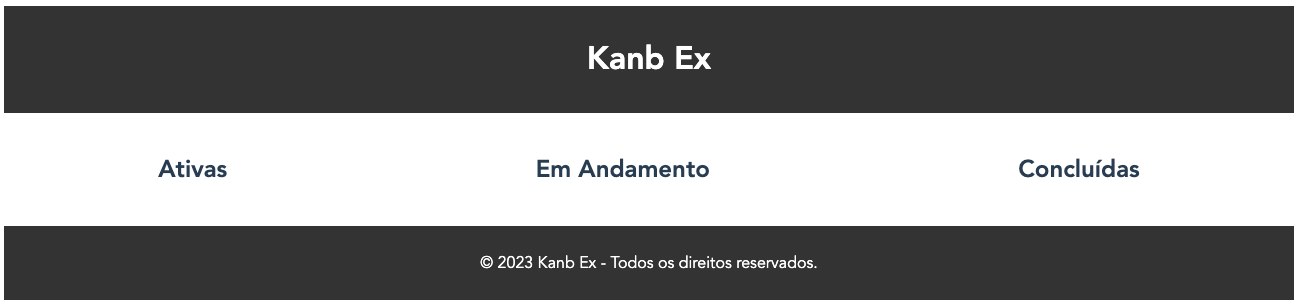 Kanb Ex
Ativas Em Andamento Concluídas
© 2023 Kanb Ex - Todos os direitos reservados.